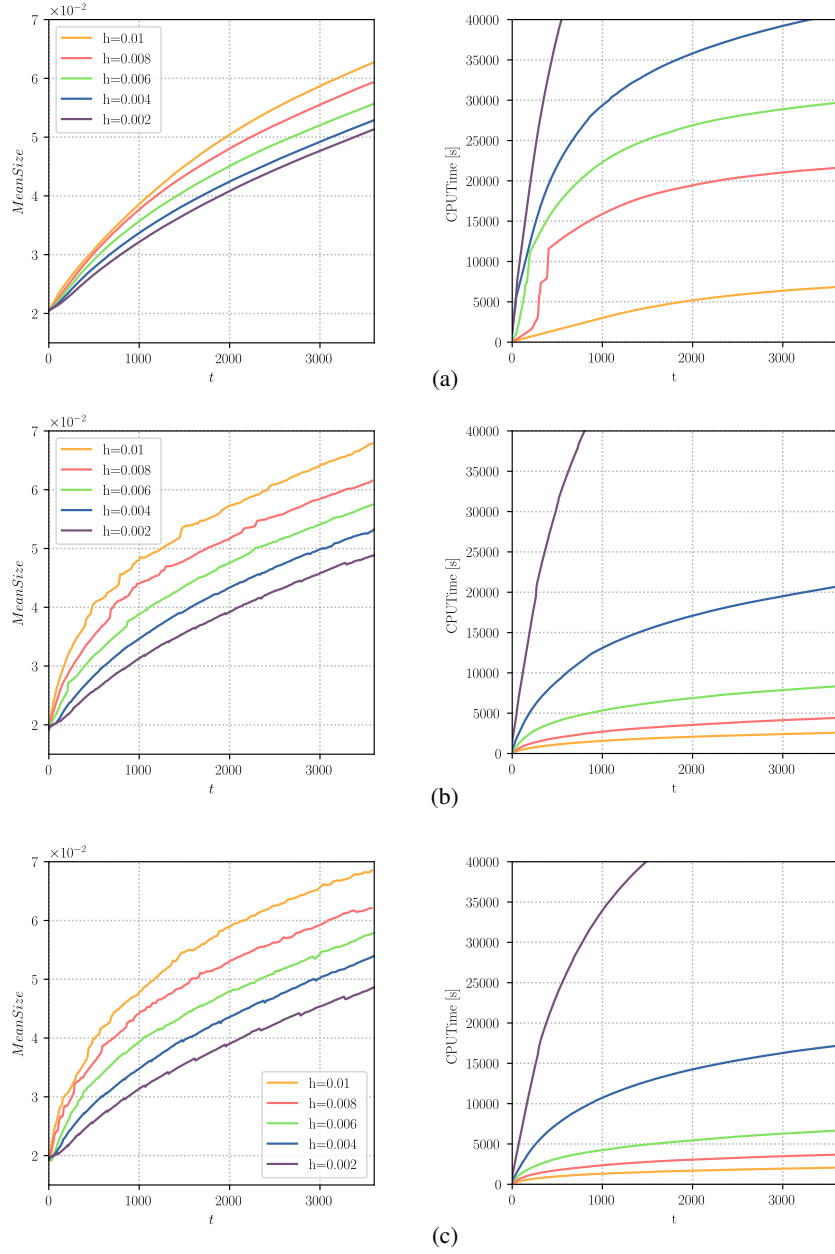 ×10⁻²
7
6
5
4
3
2
MeanSize
0
1000
2000
3000
t
h=0.01
h=0.008
h=0.006
h=0.004
h=0.002
40000
35000
30000
25000
20000
15000
10000
5000
0
CPUTime [s]
0
1000
2000
3000
t
(a)
×10⁻²
7
6
5
4
3
2
MeanSize
0
1000
2000
3000
t
h=0.01
h=0.008
h=0.006
h=0.004
h=0.002
40000
35000
30000
25000
20000
15000
10000
5000
0
CPUTime [s]
0
1000
2000
3000
t
(b)
×10⁻²
7
6
5
4
3
2
MeanSize
0
1000
2000
3000
t
h=0.01
h=0.008
h=0.006
h=0.004
h=0.002
40000
35000
30000
25000
20000
15000
10000
5000
0
CPUTime [s]
0
1000
2000
3000
t
(c)